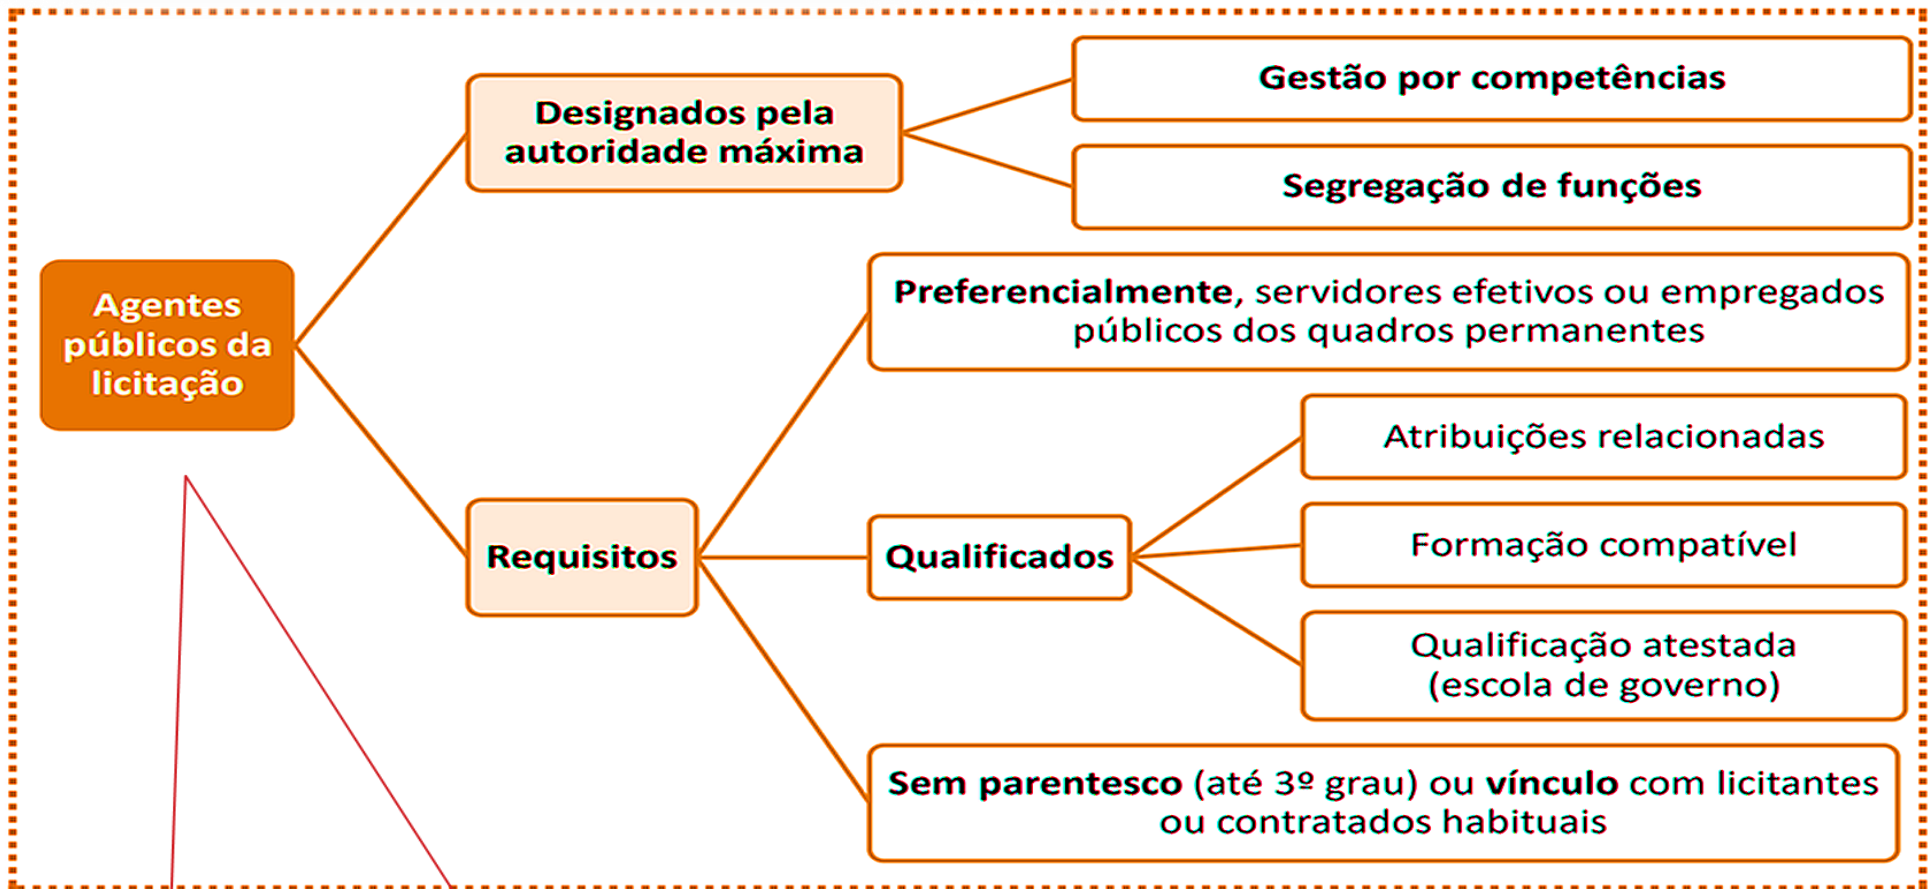 Agentes
públicos da
licitação
Designados pela
autoridade máxima
Gestão por competências
Segregação de funções
Requisitos
Preferencialmente, servidores efetivos ou empregados
públicos dos quadros permanentes
Qualificados
Atribuições relacionadas
Formação compatível
Qualificação atestada
(escola de governo)
Sem parentesco (até 3º grau) ou vínculo com licitantes
ou contratados habituais